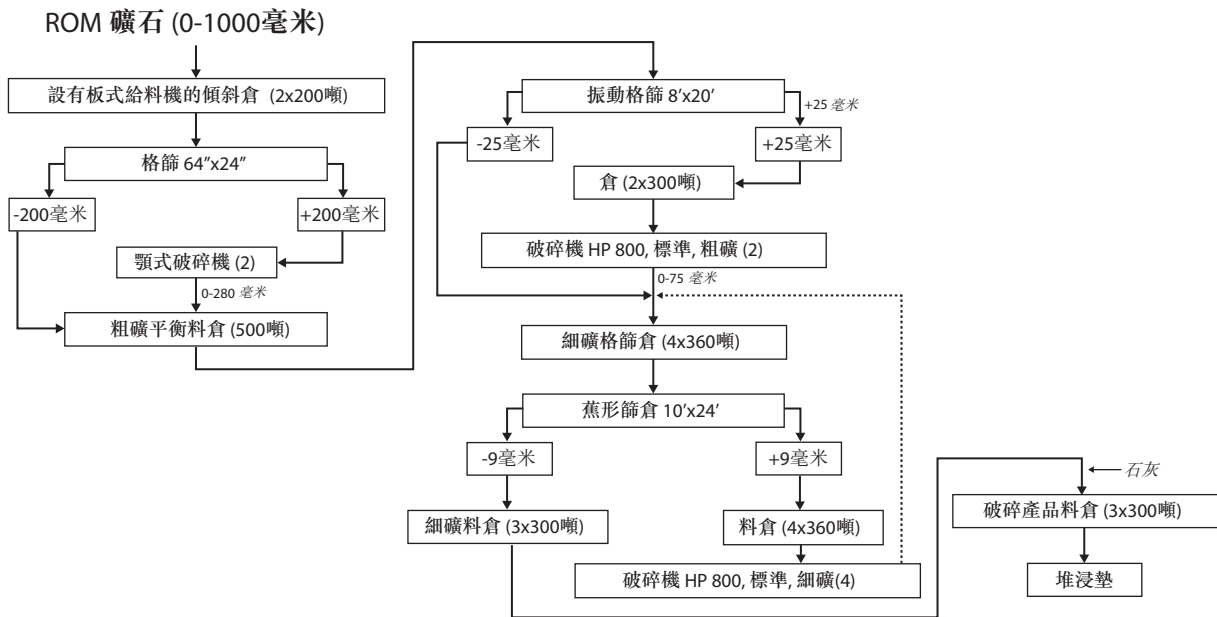 ROM 礦石 (0-1000毫米)
設有板式給料機的傾斜倉 (2x200噸)
格篩 64”x24”
-200毫米
+200毫米
顎式破碎機 (2)
0-280 毫米
粗礦平衡料倉 (500噸)
振動格篩 8’x20’
+25 毫米
-25毫米
+25毫米
倉 (2x300噸)
破碎機 HP 800, 標準, 粗礦 (2)
0-75 毫米
細礦格篩倉 (4x360噸)
蕉形篩倉 10’x24’
-9毫米
+9毫米
細礦料倉 (3x300噸)
料倉 (4x360噸)
破碎機 HP 800, 標準, 細礦(4)
石灰
破碎產品料倉 (3x300噸)
堆浸墊